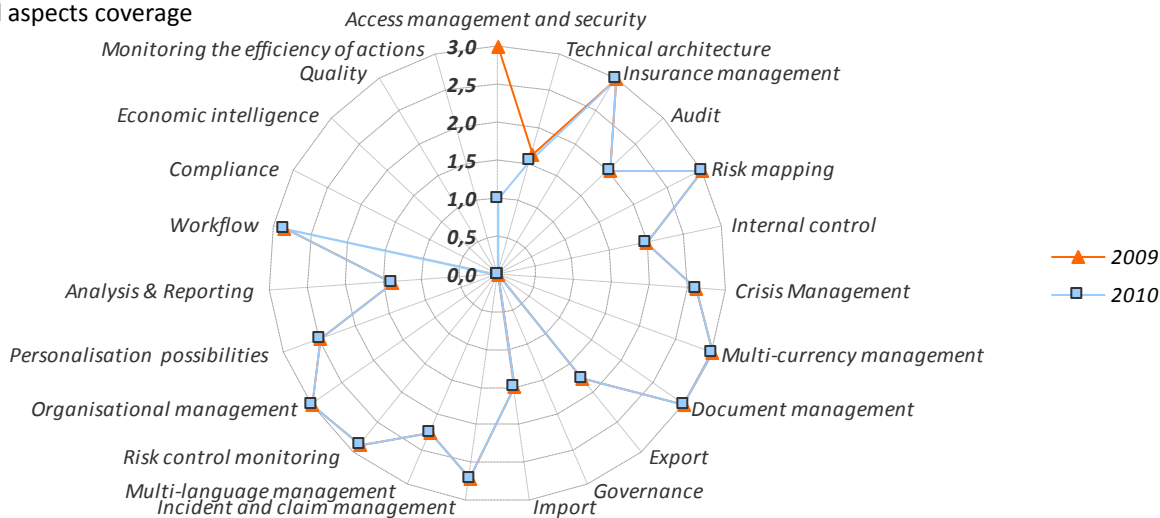 aspects coverage
Access management and security
Monitoring the efficiency of actions
3,0
Technical architecture
Quality
2,5
Insurance management
Economic intelligence
2,0
Audit
Compliance
1,5
Risk mapping
1,0
Workflow
0,5
Internal control
0,0
Analysis & Reporting
Crisis Management
Personalisation possibilities
Multi-currency management
Organisational management
Document management
Risk control monitoring
Export
Multi-language management
Governance
Incident and claim management
Import
2009
2010